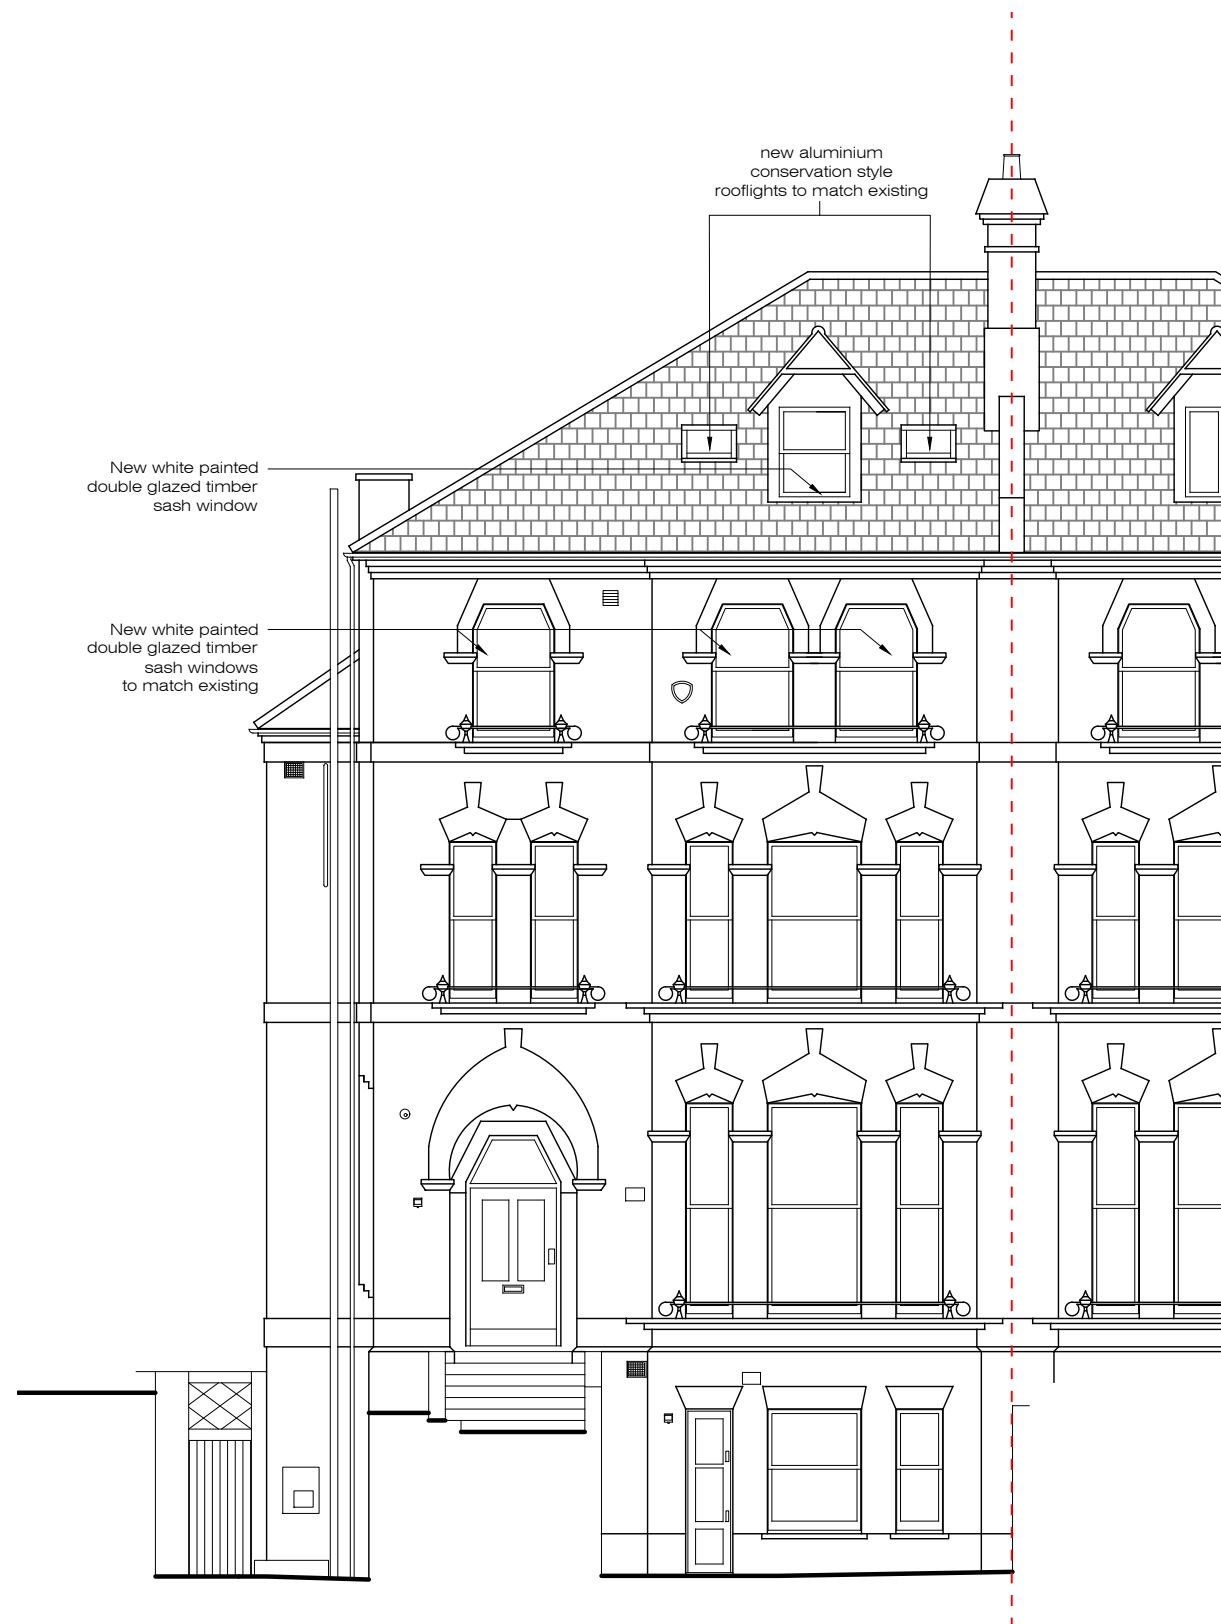 new aluminium
conservation style
rooflights to match existing
New white painted
double glazed timber
sash window
New white painted
double glazed timber
sash windows
to match existing